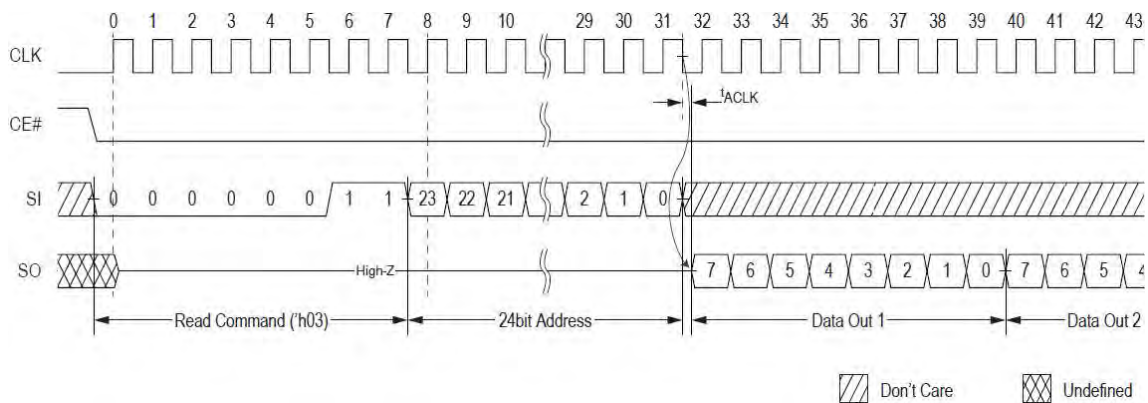 0 1 2 3 4 5 6 7 8 9 10 29 30 31 32 33 34 35 36 37 38 39 40 41 42 43
CLK
tACLK
CE#
SI 0 0 0 0 0 0 1 1 23 22 21 2 1 0
SO High-Z 7 6 5 4 3 2 1 0 7 6 5 4
Read Command ('h03) 24bit Address Data Out 1 Data Out 2
Don't Care Undefined